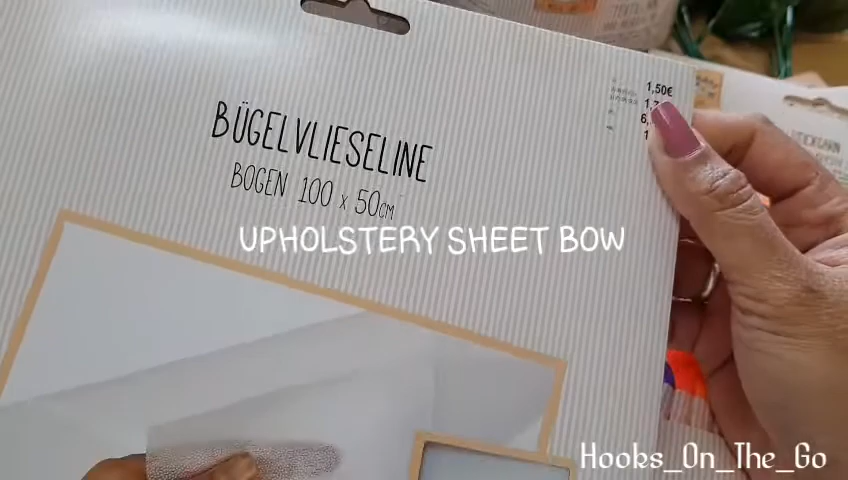 BÜGELVLIESELINE
BOGEN 100 x 50CM
1,50€
UPHOLSTERY SHEET BOW
Hooks_On_The_Go